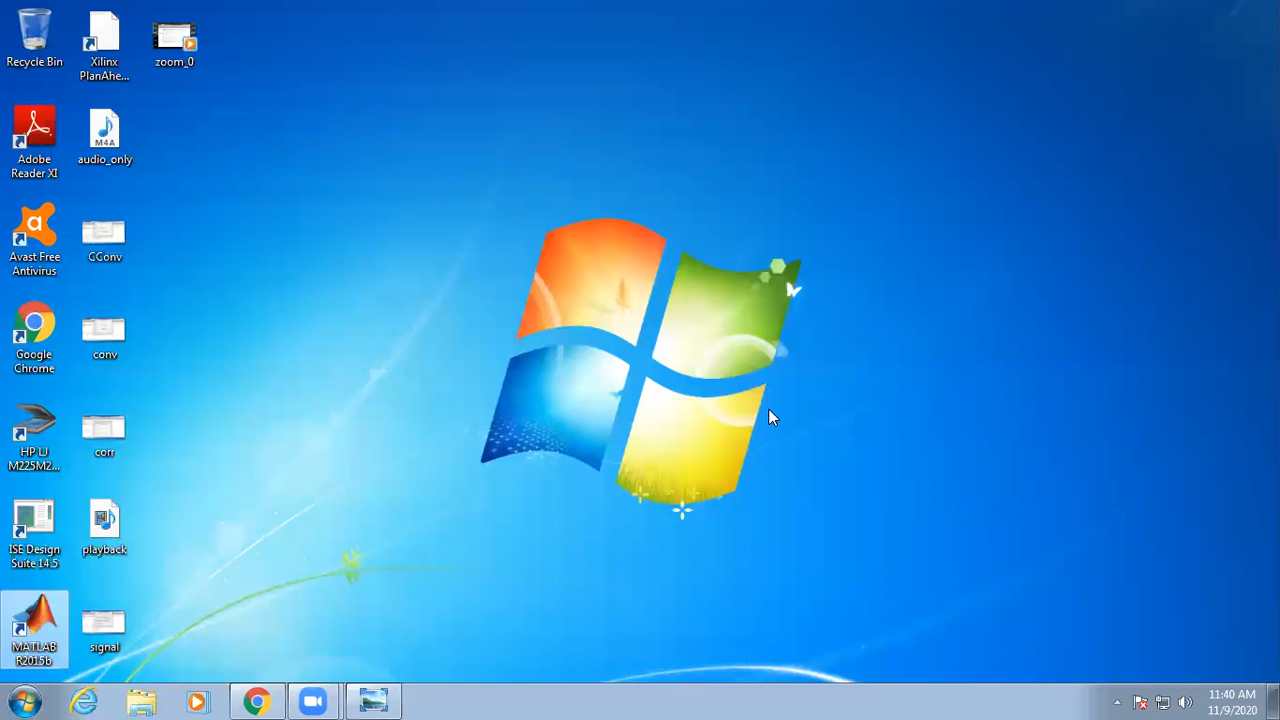 Recycle Bin
Xilinx
PlanAhe...
zoom_0
Adobe
Reader XI
M4A
audio_only
a
Avast Free
Antivirus
CConv
Google
Chrome
conv
HP LJ
M225M2...
corr
ISE Design
Suite 14.5
playback
MATLAB
R2015b
signal
11:40 AM
11/9/2020